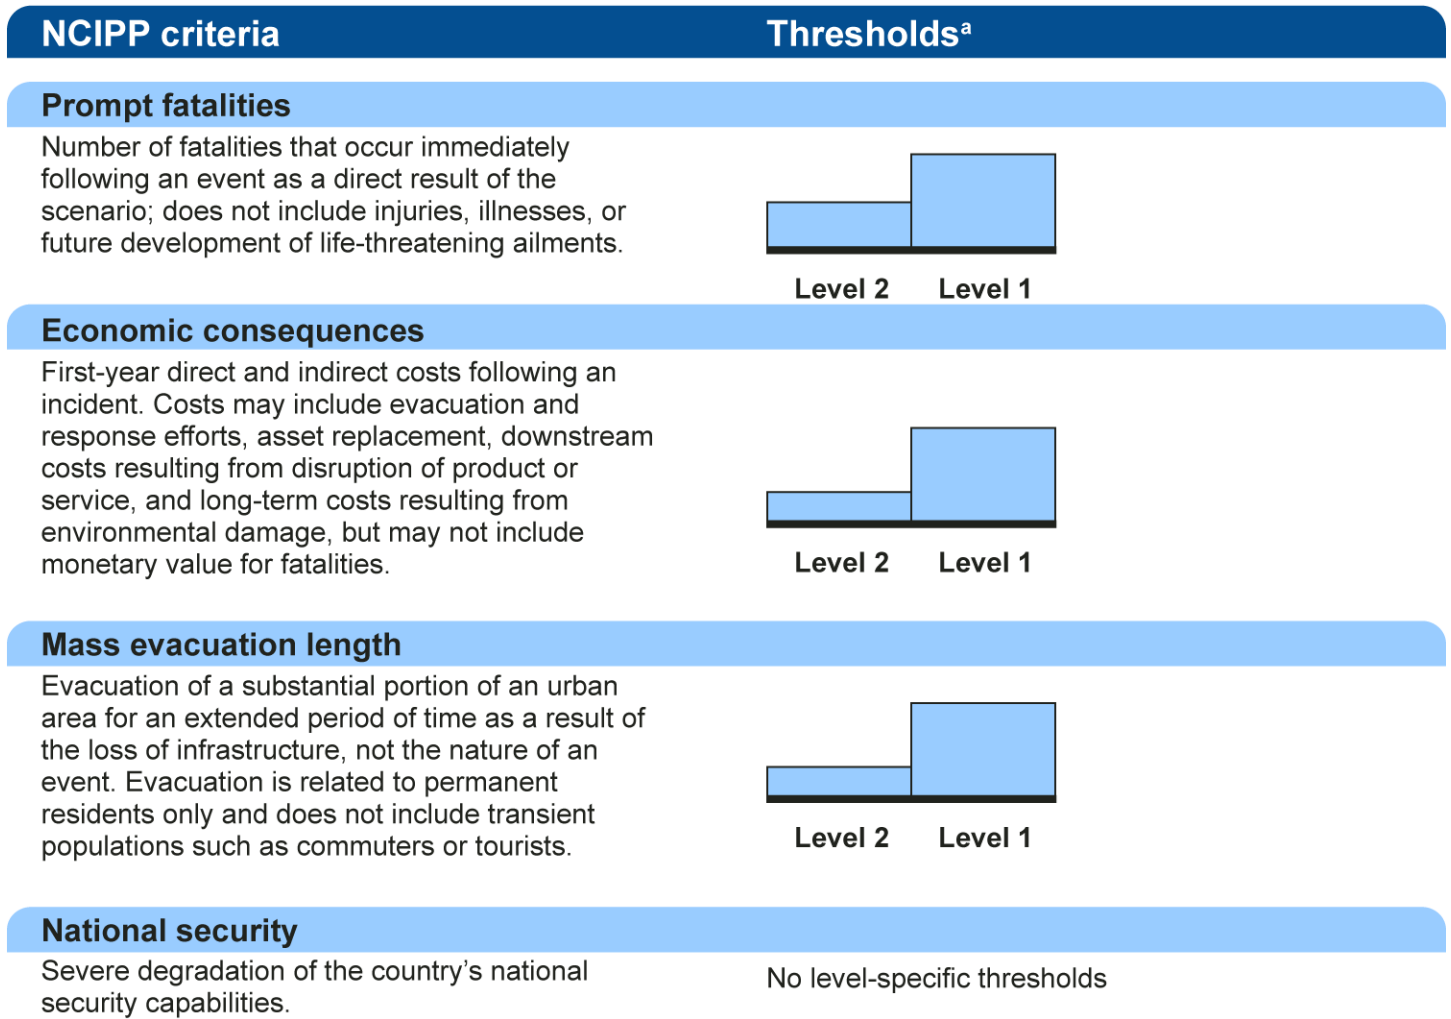 NCIPP criteria
Thresholdsᵃ
Prompt fatalities
Number of fatalities that occur immediately
following an event as a direct result of the
scenario; does not include injuries, illnesses, or
future development of life-threatening ailments.
Level 2
Level 1
Economic consequences
First-year direct and indirect costs following an
incident. Costs may include evacuation and
response efforts, asset replacement, downstream
costs resulting from disruption of product or
service, and long-term costs resulting from
environmental damage, but may not include
monetary value for fatalities.
Level 2
Level 1
Mass evacuation length
Evacuation of a substantial portion of an urban
area for an extended period of time as a result of
the loss of infrastructure, not the nature of an
event. Evacuation is related to permanent
residents only and does not include transient
populations such as commuters or tourists.
Level 2
Level 1
National security
Severe degradation of the country’s national
security capabilities.
No level-specific thresholds